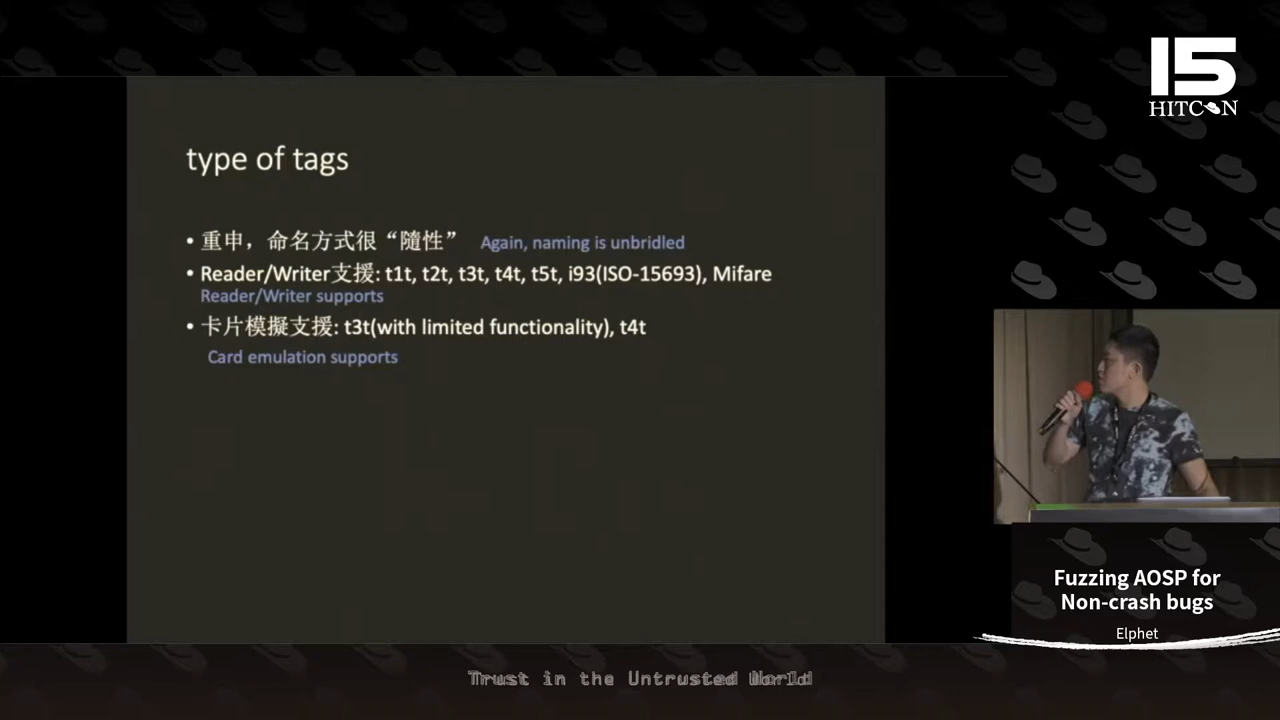 15
HITCON
type of tags
• 重申，命名方式很“隨性” Again, naming is unbridled
• Reader/Writer支援: t1t, t2t, t3t, t4t, t5t, i93(ISO-15693), Mifare
Reader/Writer supports
• 卡片模擬支援: t3t(with limited functionality), t4t
Card emulation supports
Fuzzing AOSP for
Non-crash bugs
Elphet
Trust in the Untrusted World